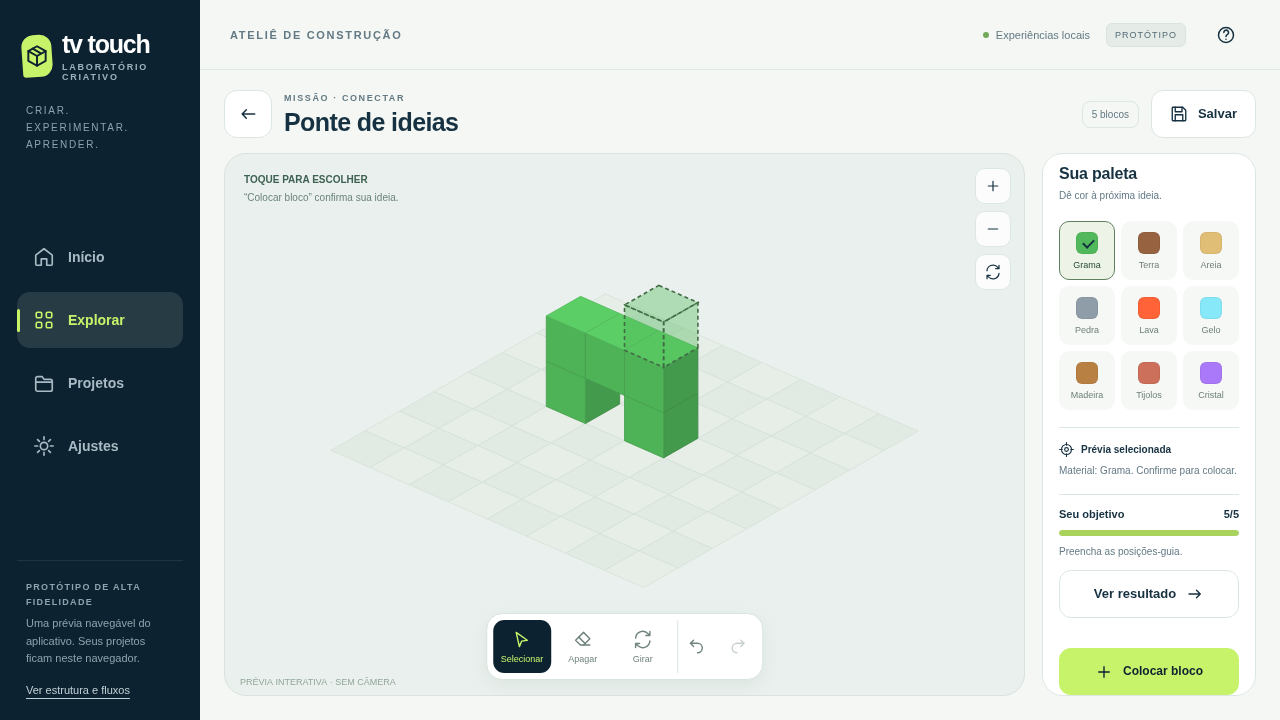 tv touch
LABORATÓRIO
CRIATIVO
CRIAR.
EXPERIMENTAR.
APRENDER.
Início
Explorar
Projetos
Ajustes
PROTÓTIPO DE ALTA
FIDELIDADE
Uma prévia navegável do
aplicativo. Seus projetos
ficam neste navegador.
Ver estrutura e fluxos
ATELIÊ DE CONSTRUÇÃO
Experiências locais
PROTÓTIPO
MISSÃO · CONECTAR
Ponte de ideias
5 blocos
Salvar
TOQUE PARA ESCOLHER
“Colocar bloco” confirma sua ideia.
Selecionar
Apagar
Girar
PRÉVIA INTERATIVA · SEM CÂMERA
Sua paleta
Dê cor à próxima ideia.
Grama
Terra
Areia
Pedra
Lava
Gelo
Madeira
Tijolos
Cristal
Prévia selecionada
Material: Grama. Confirme para colocar.
Seu objetivo 5/5
Preencha as posições-guia.
Ver resultado
Colocar bloco